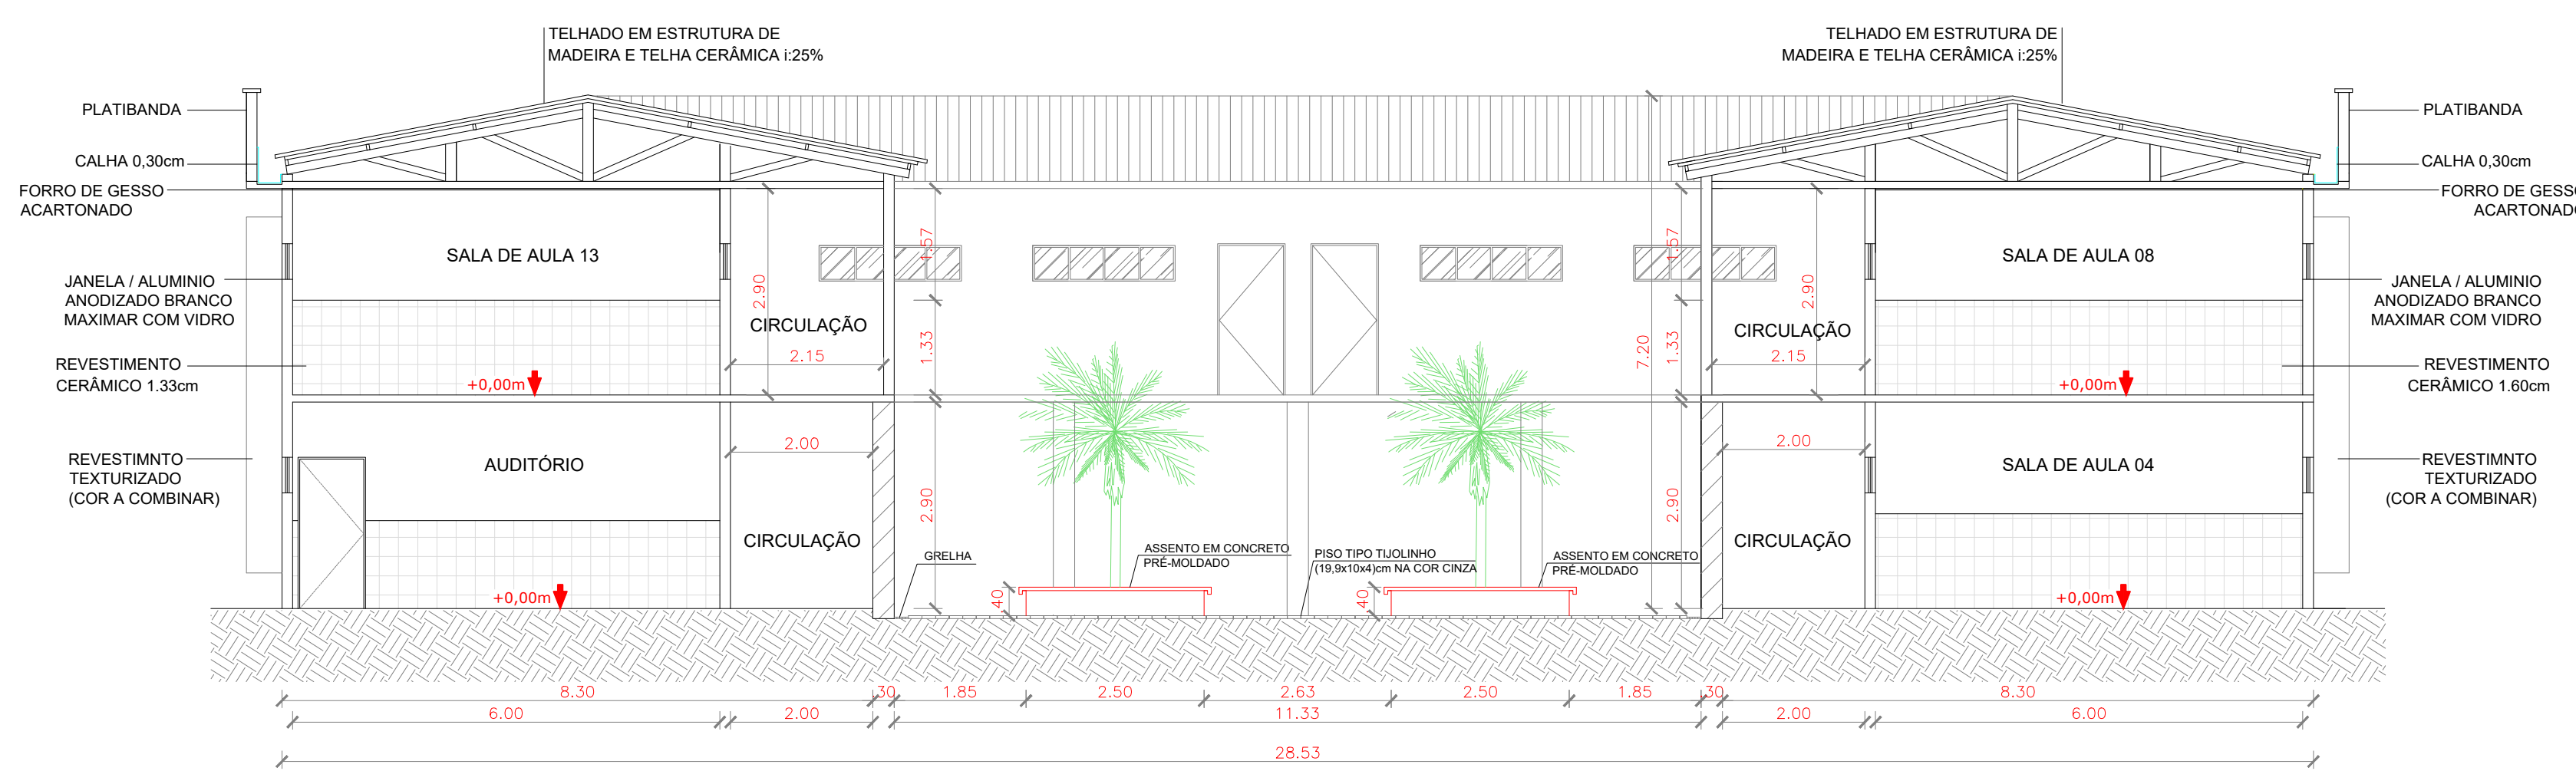 TELHADO EM ESTRUTURA DE
MADEIRA E TELHA CERÂMICA i:25%
TELHADO EM ESTRUTURA DE
MADEIRA E TELHA CERÂMICA i:25%
PLATIBANDA
CALHA 0,30cm
FORRO DE GESSO
ACARTONADO
JANELA / ALUMINIO
ANODIZADO BRANCO
MAXIMAR COM VIDRO
REVESTIMENTO
CERÂMICO 1.33cm
REVESTIMNTO
TEXTURIZADO
(COR A COMBINAR)
SALA DE AULA 13
+0,00m
AUDITÓRIO
+0,00m
2.90
CIRCULAÇÃO
2.15
2.00
CIRCULAÇÃO
1.57
1.33
2.90
GRELHA
40
ASSENTO EM CONCRETO
PRÉ-MOLDADO
PISO TIPO TIJOLINHO
(19,9x10x4)cm NA COR CINZA
40
ASSENTO EM CONCRETO
PRÉ-MOLDADO
7.20
1.57
1.33
2.90
2.90
CIRCULAÇÃO
2.15
2.00
CIRCULAÇÃO
SALA DE AULA 08
+0,00m
SALA DE AULA 04
+0,00m
PLATIBANDA
CALHA 0,30cm
FORRO DE GESS
ACARTONAD
JANELA / ALUMINIO
ANODIZADO BRANCO
MAXIMAR COM VIDRO
REVESTIMENTO
CERÂMICO 1.60cm
REVESTIMNTO
TEXTURIZADO
(COR A COMBINAR)
8.30 30 1.85 2.50 2.63 2.50 1.85 30 8.30
6.00 2.00 11.33 2.00 6.00
28.53